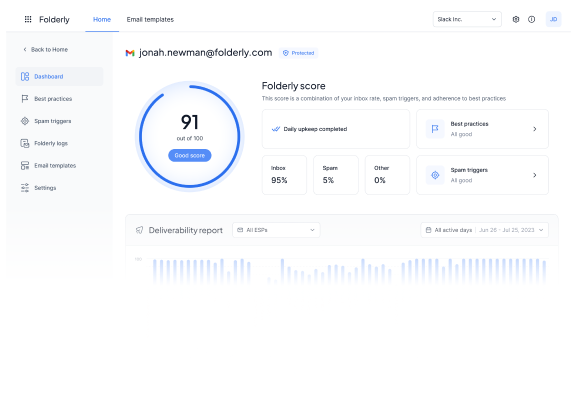 Folderly
Home
Email templates
Slack Inc.
JD
Back to Home
jonah.newman@folderly.com
Protected
Dashboard
Best practices
Spam triggers
Folderly logs
Email templates
Settings
91
out of 100
Good score
Folderly score
This score is a combination of your inbox rate, spam triggers, and adherence to best practices
Daily upkeep completed
Best practices
All good
Inbox
95%
Spam
5%
Other
0%
Spam triggers
All good
Deliverability report
All ESPs
All active days
Jun 26 - Jul 25, 2023